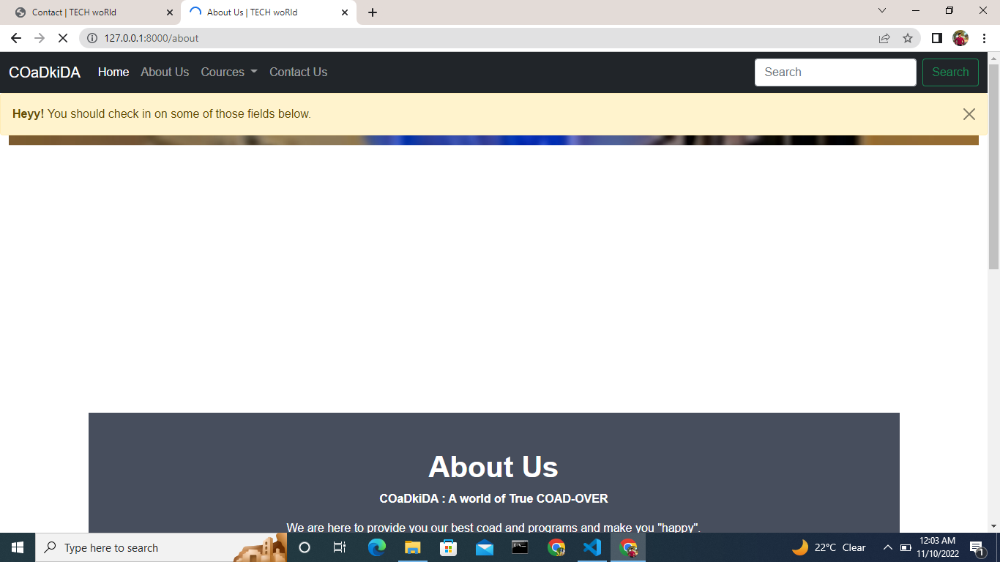 Contact | TECH woRld
About Us | TECH woRld
127.0.0.1:8000/about
COaDkiDA Home About Us Cources Contact Us Search Search
Heyy! You should check in on some of those fields below.
About Us
COaDkiDA : A world of True COAD-OVER
We are here to provide you our best coad and programs and make you "happy".
Type here to search
22°C Clear
12:03 AM
11/10/2022
1